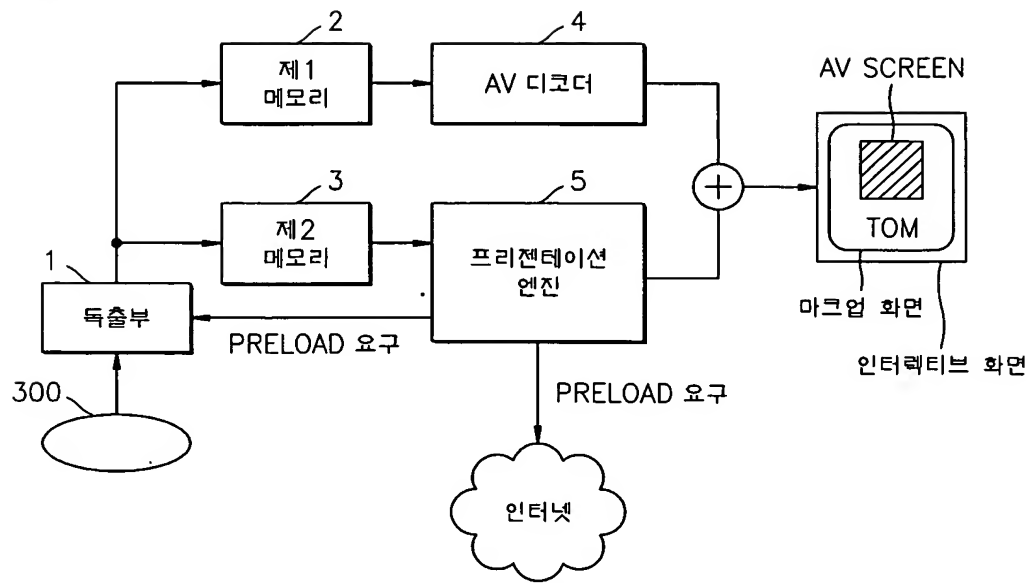 2
제1
메모리
4
AV 디코더
AV SCREEN
TOM
3
제2
메모리
5
프리젠테이션
엔진
1
독출부
PRELOAD 요구
마크업 화면
인터렉티브 화면
300
PRELOAD 요구
인터넷